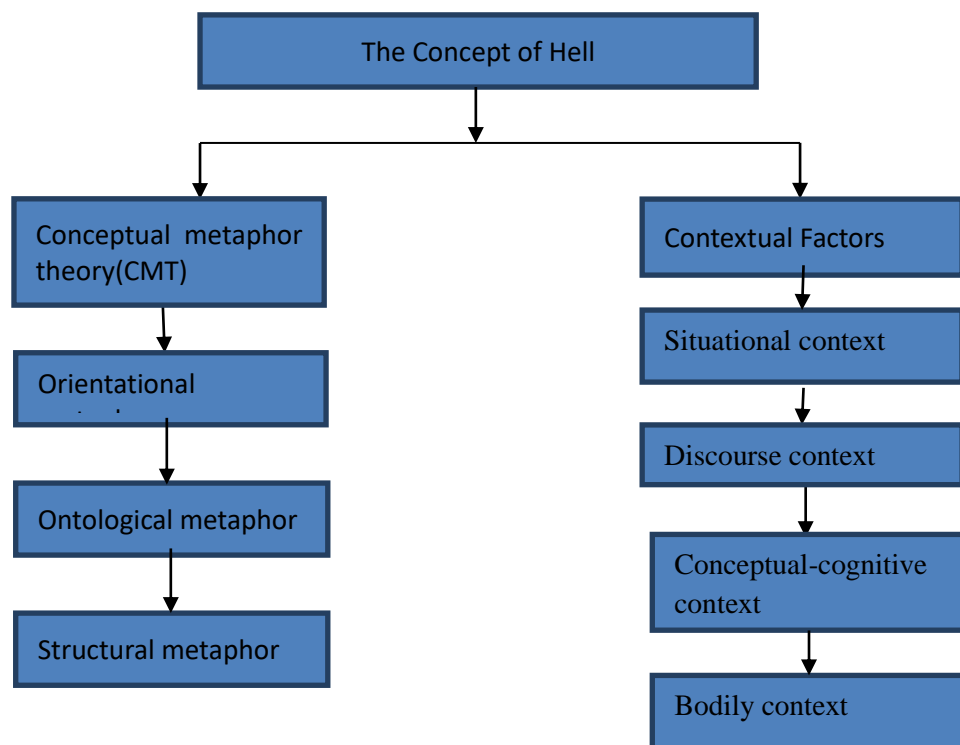 The Concept of Hell
Conceptual metaphor
theory(CMT)
Orientational
Ontological metaphor
Structural metaphor
Contextual Factors
Situational context
Discourse context
Conceptual-cognitive
context
Bodily context